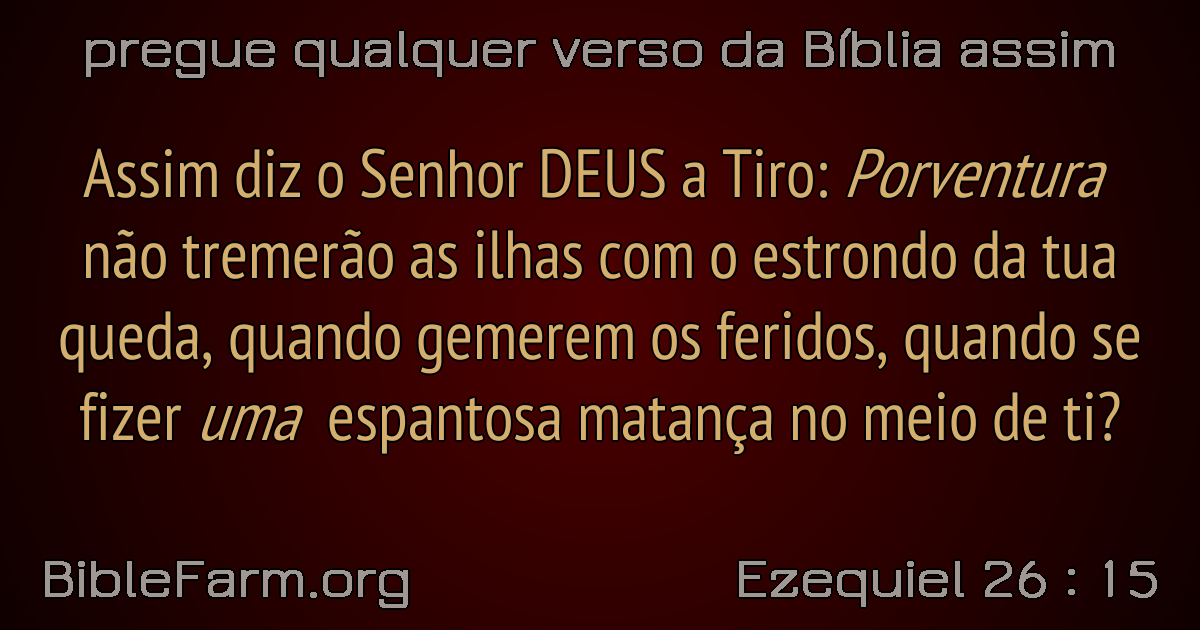 pregue qualquer verso da Bíblia assim
Assim diz o Senhor DEUS a Tiro: Porventura
não tremerão as ilhas com o estrondo da tua
queda, quando gemerem os feridos, quando se
fizer uma espantosa matança no meio de ti?
BibleFarm.org
Ezequiel 26 : 15